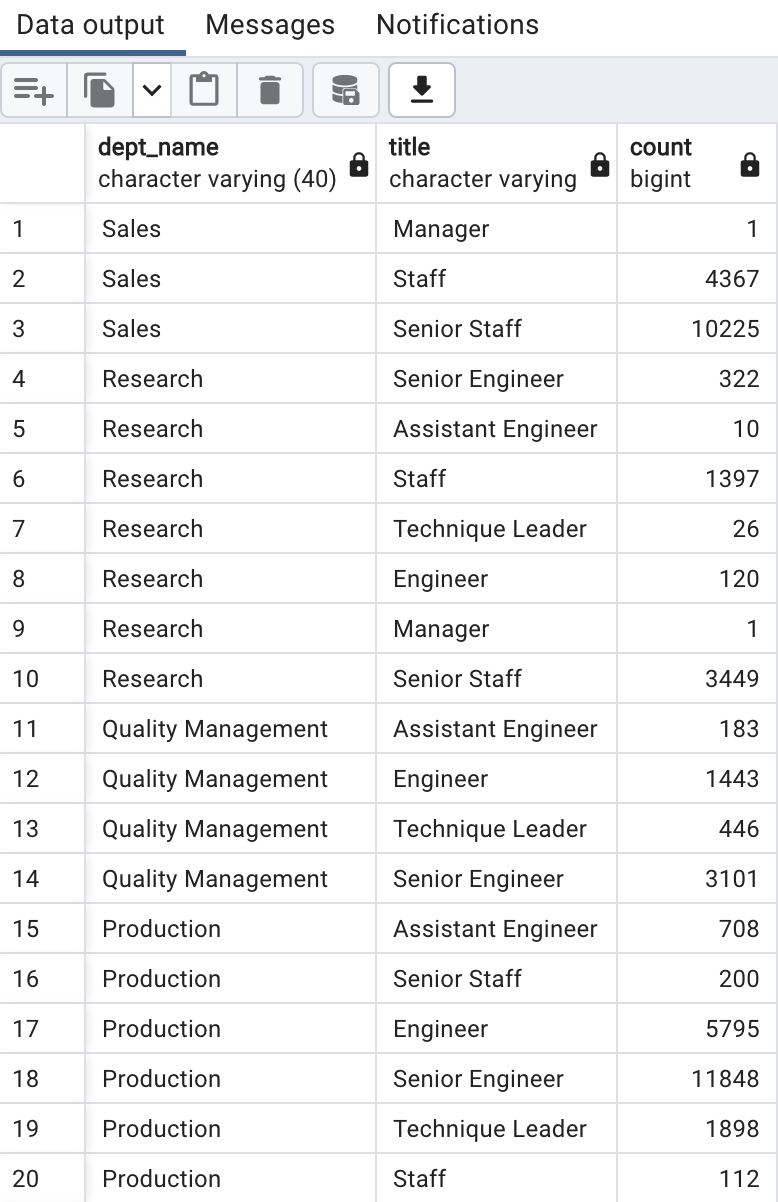 Data output Messages Notifications
dept_name title count
character varying (40) character varying bigint
1 Sales Manager 1
2 Sales Staff 4367
3 Sales Senior Staff 10225
4 Research Senior Engineer 322
5 Research Assistant Engineer 10
6 Research Staff 1397
7 Research Technique Leader 26
8 Research Engineer 120
9 Research Manager 1
10 Research Senior Staff 3449
11 Quality Management Assistant Engineer 183
12 Quality Management Engineer 1443
13 Quality Management Technique Leader 446
14 Quality Management Senior Engineer 3101
15 Production Assistant Engineer 708
16 Production Senior Staff 200
17 Production Engineer 5795
18 Production Senior Engineer 11848
19 Production Technique Leader 1898
20 Production Staff 112